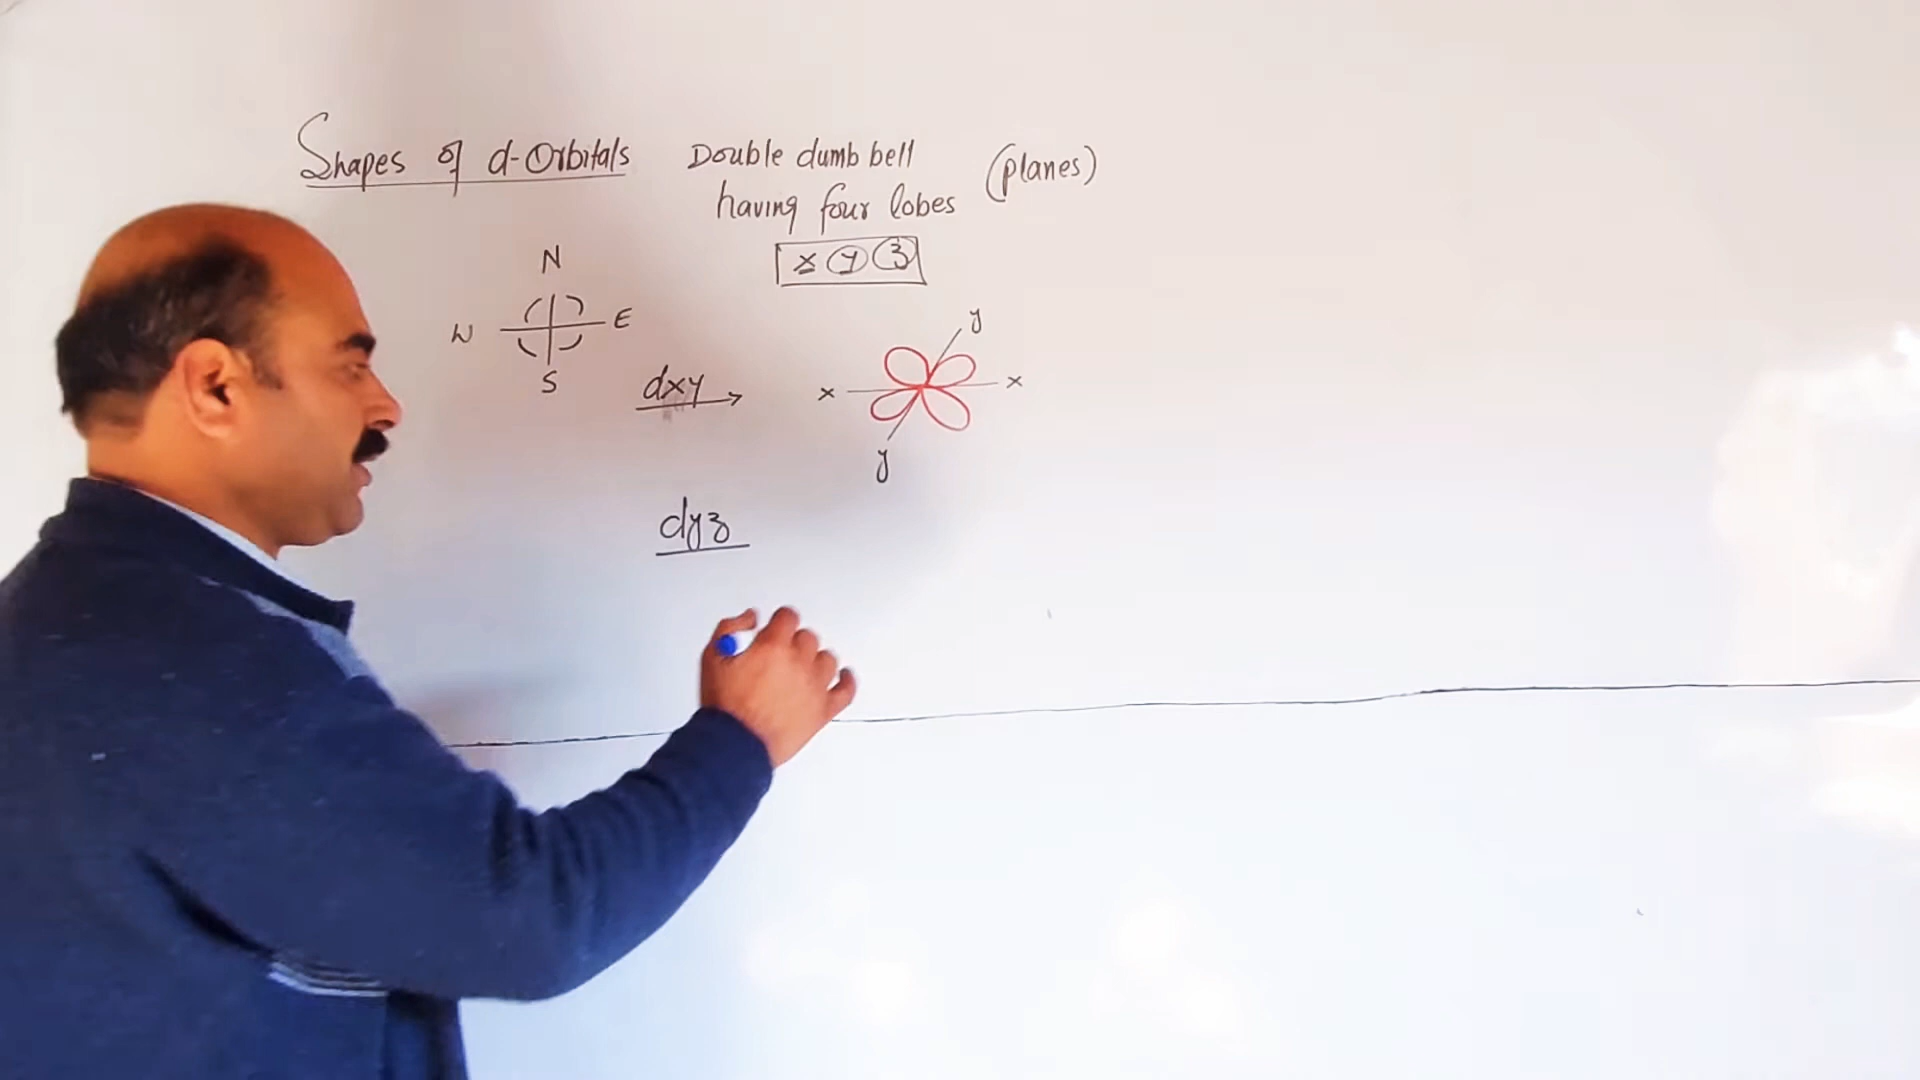 Shapes of d-Orbitals
Double dumb bell
having four lobes
(planes)
x y z
N
W E
S
dxy
y
x x
y
dyz